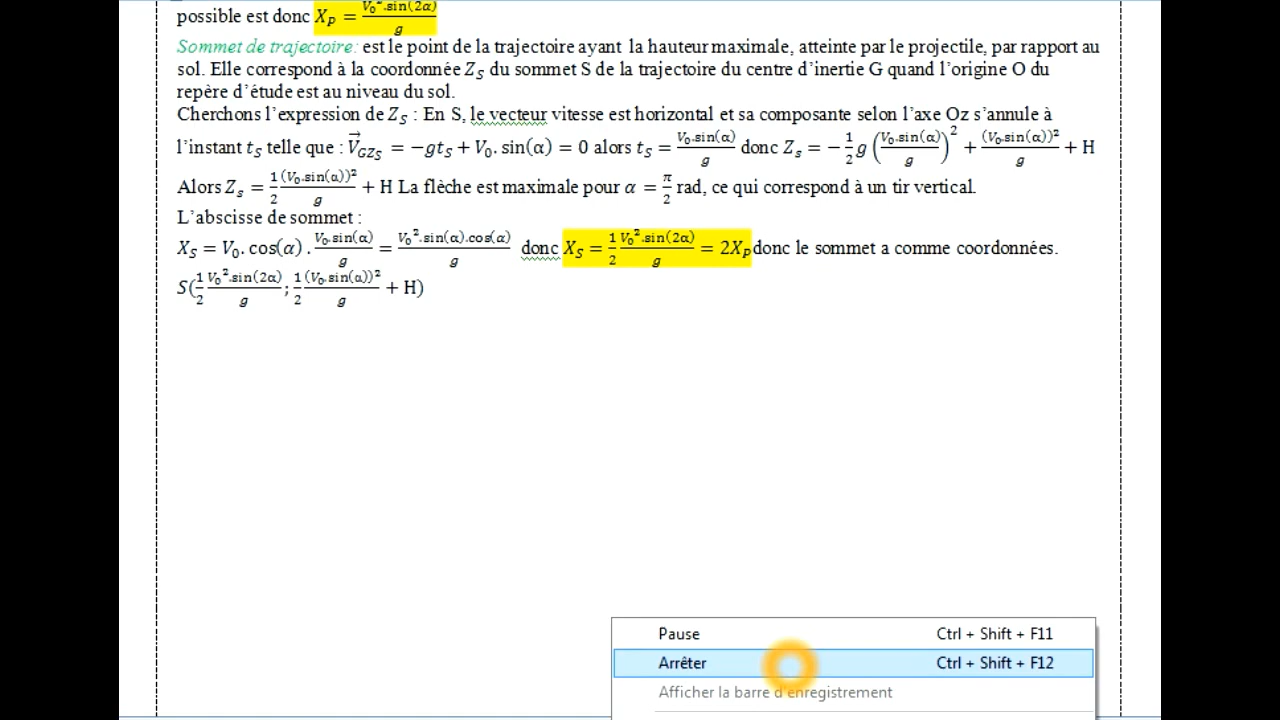 possible est donc X_P = V₀².sin(2α)/g
Sommet de trajectoire: est le point de la trajectoire ayant la hauteur maximale, atteinte par le projectile, par rapport au
sol. Elle correspond à la coordonnée Z_S du sommet S de la trajectoire du centre d'inertie G quand l'origine O du
repère d'étude est au niveau du sol.
Cherchons l'expression de Z_S : En S, le vecteur vitesse est horizontal et sa composante selon l'axe Oz s'annule à
l'instant t_S telle que : V⃗_GZ_S = −gt_S + V₀. sin(α) = 0 alors t_S = V₀.sin(α)/g donc Z_s = −1/2 g (V₀.sin(α)/g)² + (V₀.sin(α))²/g + H
Alors Z_s = 1/2 (V₀.sin(α))²/g + H La flèche est maximale pour α = π/2 rad, ce qui correspond à un tir vertical.
L'abscisse de sommet :
X_S = V₀. cos(α) . V₀.sin(α)/g = V₀².sin(α).cos(α)/g donc X_S = 1/2 V₀².sin(2α)/g = 2X_P donc le sommet a comme coordonnées.
S(1/2 V₀².sin(2α)/g ; 1/2 (V₀.sin(α))²/g + H)
Pause Ctrl + Shift + F11
Arrêter Ctrl + Shift + F12
Afficher la barre d'enregistrement